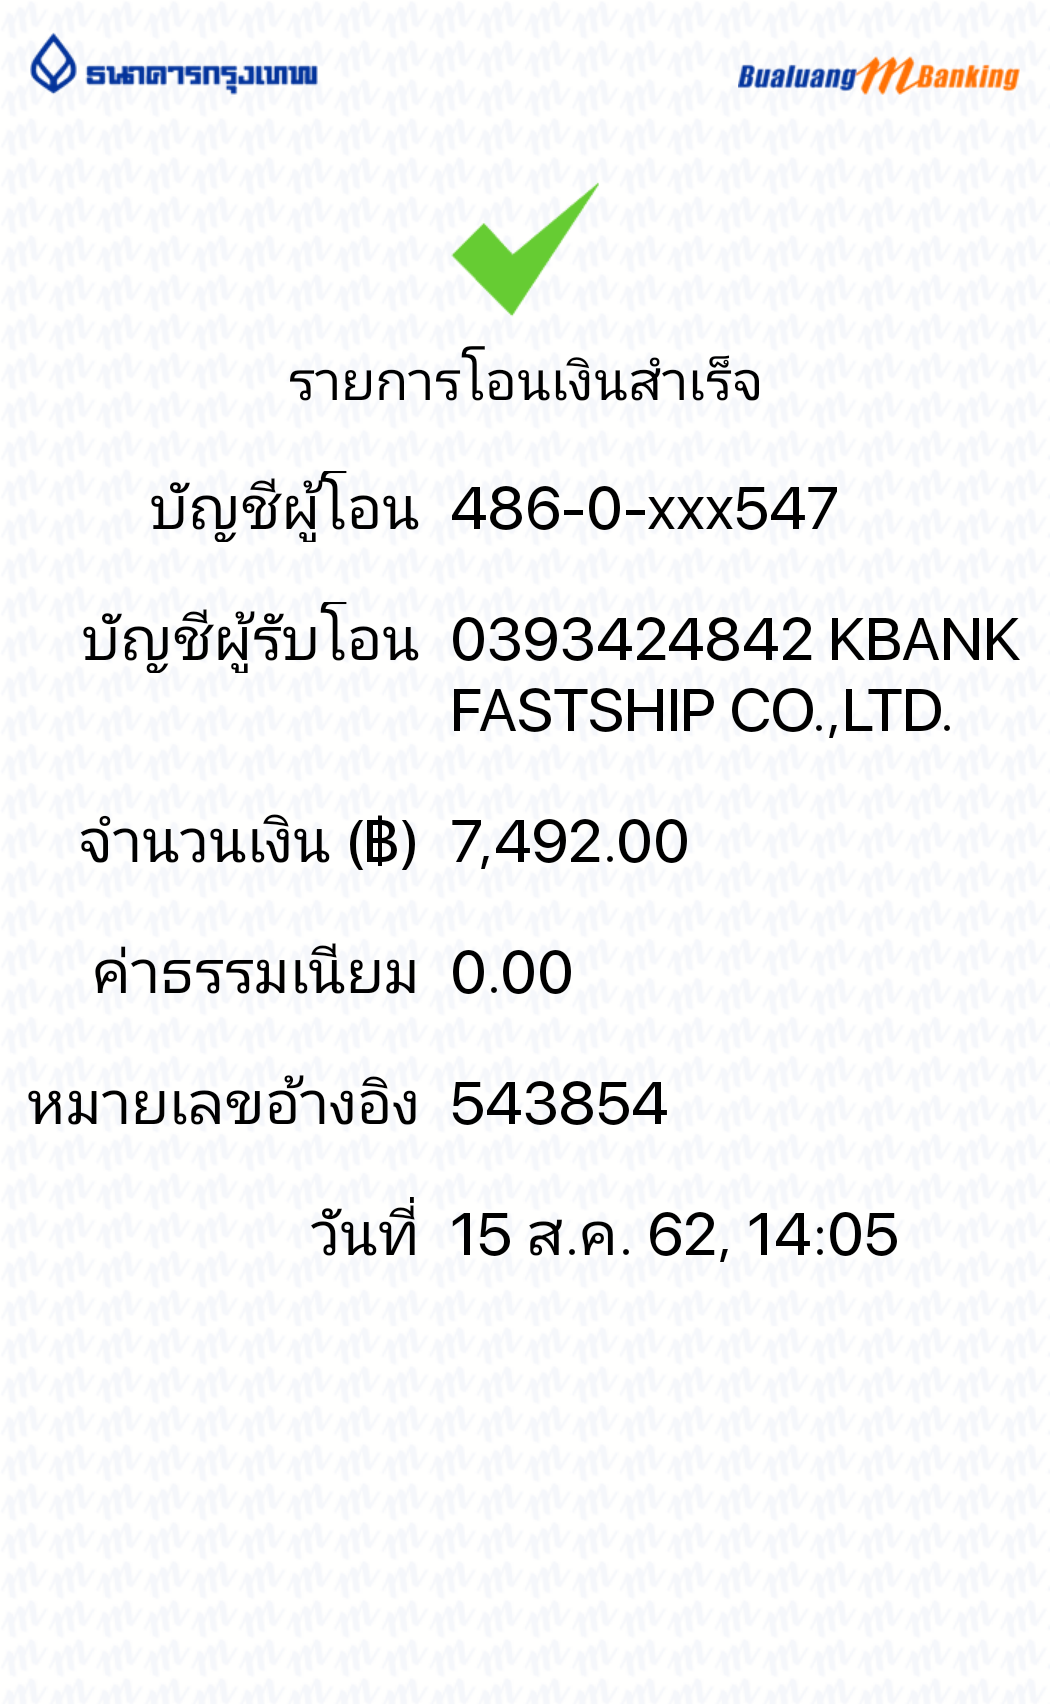 ธนาคารกรุงเทพ Bualuang mBanking
รายการโอนเงินสำเร็จ
บัญชีผู้โอน 486-0-xxx547
บัญชีผู้รับโอน 0393424842 KBANK
FASTSHIP CO.,LTD.
จำนวนเงิน (฿) 7,492.00
ค่าธรรมเนียม 0.00
หมายเลขอ้างอิง 543854
วันที่ 15 ส.ค. 62, 14:05